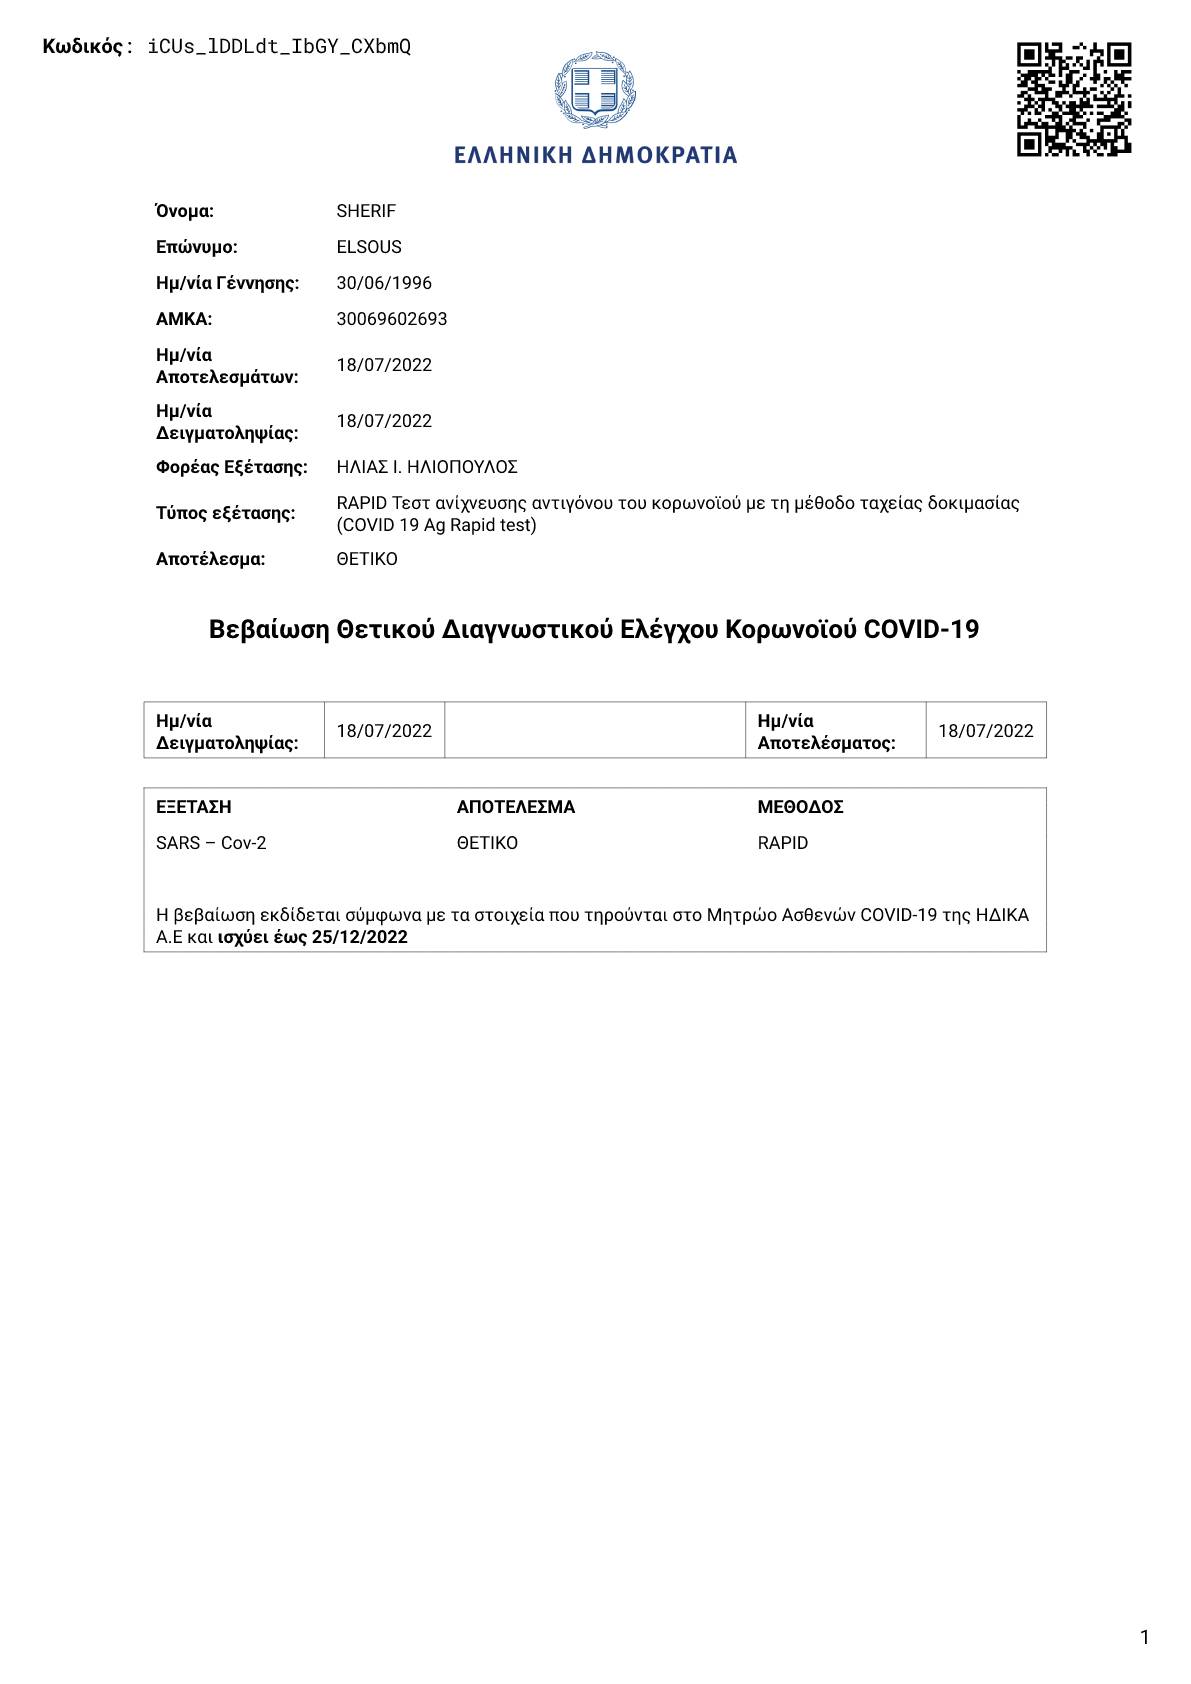 Κωδικός: iCUs_lDDLdt_IbGY_CXbmQ
ΕΛΛΗΝΙΚΗ ΔΗΜΟΚΡΑΤΙΑ
Όνομα: SHERIF
Επώνυμο: ELSOUS
Ημ/νία Γέννησης: 30/06/1996
ΑΜΚΑ: 30069602693
Ημ/νία
Αποτελεσμάτων: 18/07/2022
Ημ/νία
Δειγματοληψίας: 18/07/2022
Φορέας Εξέτασης: ΗΛΙΑΣ Ι. ΗΛΙΟΠΟΥΛΟΣ
Τύπος εξέτασης: RAPID Τεστ ανίχνευσης αντιγόνου του κορωνοϊού με τη μέθοδο ταχείας δοκιμασίας
(COVID 19 Ag Rapid test)
Αποτέλεσμα: ΘΕΤΙΚΟ
Βεβαίωση Θετικού Διαγνωστικού Ελέγχου Κορωνοϊού COVID-19
Ημ/νία
Δειγματοληψίας: 18/07/2022
Ημ/νία
Αποτελέσματος: 18/07/2022
ΕΞΕΤΑΣΗ ΑΠΟΤΕΛΕΣΜΑ ΜΕΘΟΔΟΣ
SARS – Cov-2 ΘΕΤΙΚΟ RAPID
Η βεβαίωση εκδίδεται σύμφωνα με τα στοιχεία που τηρούνται στο Μητρώο Ασθενών COVID-19 της ΗΔΙΚΑ
Α.Ε και ισχύει έως 25/12/2022
1